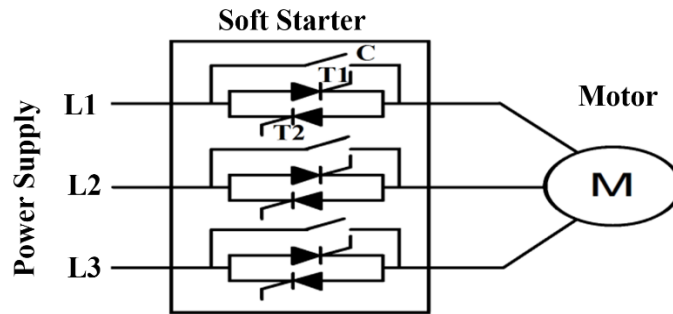 Soft Starter
C
T1
L1
T2
Motor
Power Supply
L2
M
L3